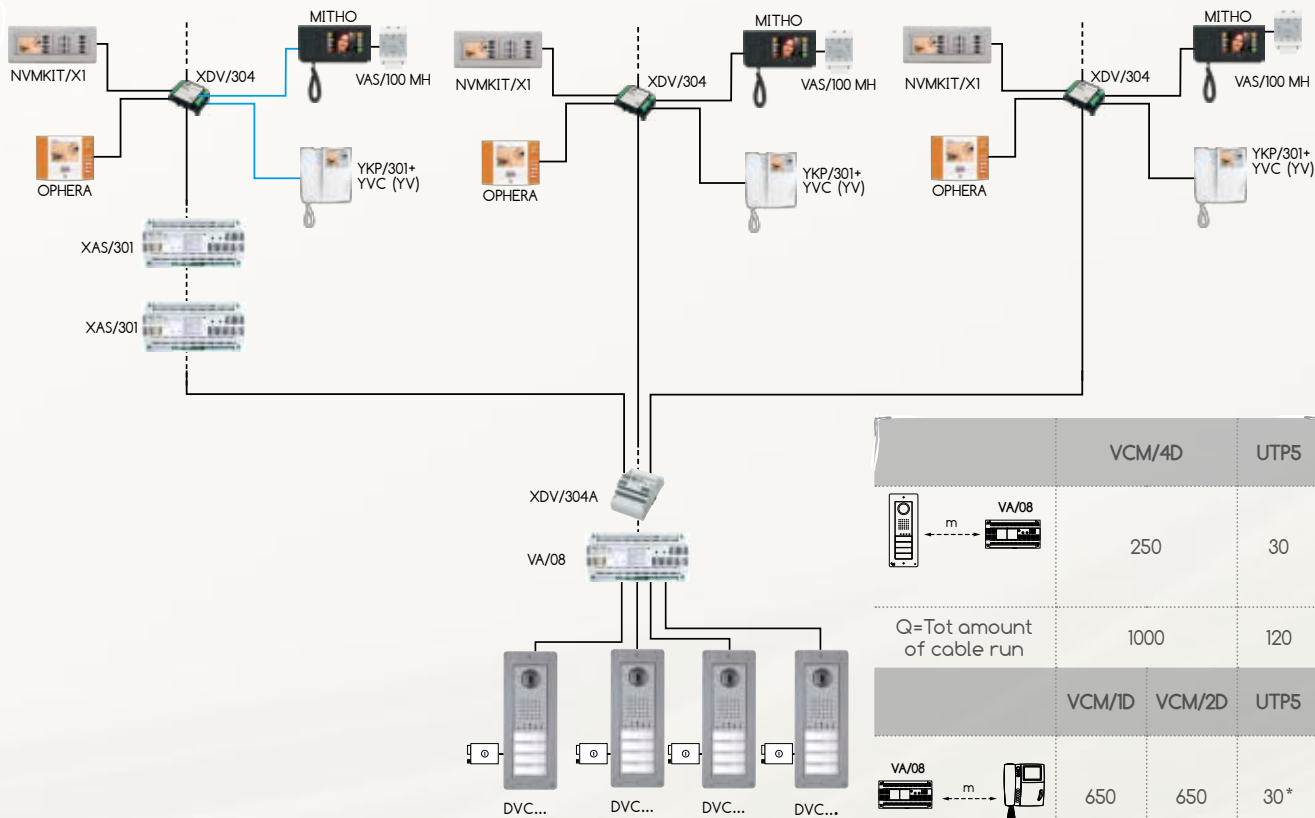 MITHO
NVMKIT/X1
XDV/304
VAS/100 MH
OPHERA
YKP/301+
YVC (YV)
XAS/301
XAS/301
MITHO
NVMKIT/X1
XDV/304
VAS/100 MH
OPHERA
YKP/301+
YVC (YV)
MITHO
NVMKIT/X1
XDV/304
VAS/100 MH
OPHERA
YKP/301+
YVC (YV)
XDV/304A
VA/08
DVC...
DVC...
DVC...
DVC...
VCM/4D UTP5
m VA/08 250 30
Q=Tot amount
of cable run 1000 120
VCM/1D VCM/2D UTP5
VA/08 m 650 650 30*